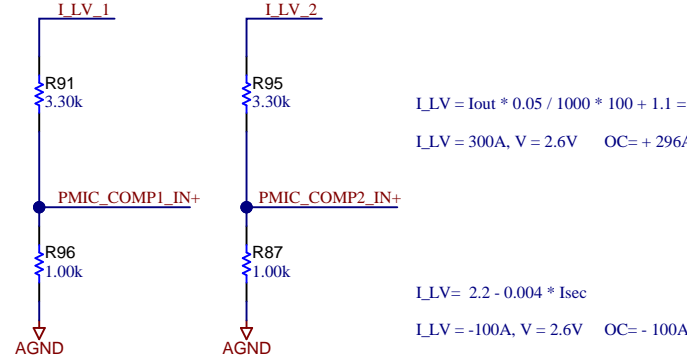 I_LV_1
I_LV_2
R91
3.30k
R95
3.30k
I_LV = Iout * 0.05 / 1000 * 100 + 1.1 =
I_LV = 300A, V = 2.6V OC= + 296A
PMIC_COMP1_IN+
PMIC_COMP2_IN+
R96
1.00k
R87
1.00k
I_LV= 2.2 - 0.004 * Isec
I_LV = -100A, V = 2.6V OC= - 100A
AGND
AGND